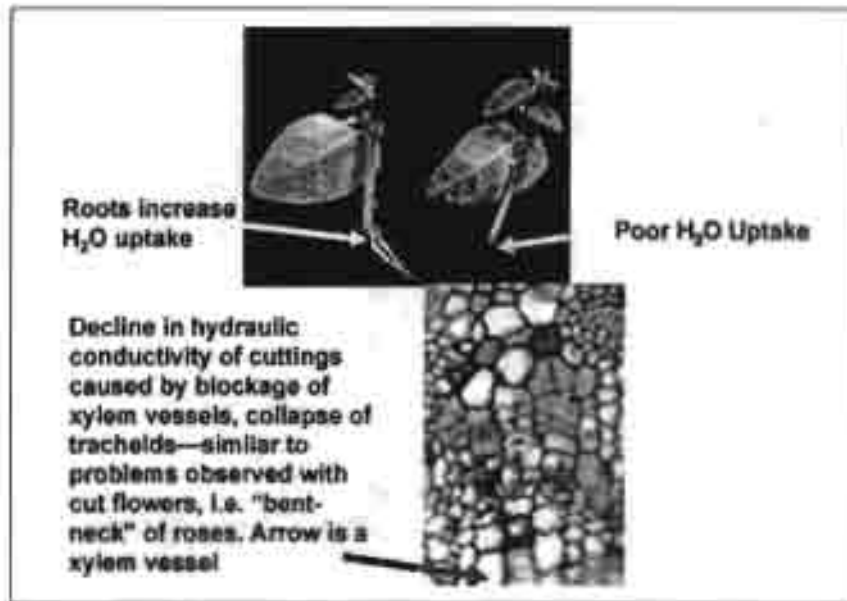 Roots increase
H₂O uptake
Poor H₂O Uptake
Decline in hydraulic
conductivity of cuttings
caused by blockage of
xylem vessels, collapse of
tracheids—similar to
problems observed with
cut flowers, i.e. "bent-
neck" of roses. Arrow is a
xylem vessel